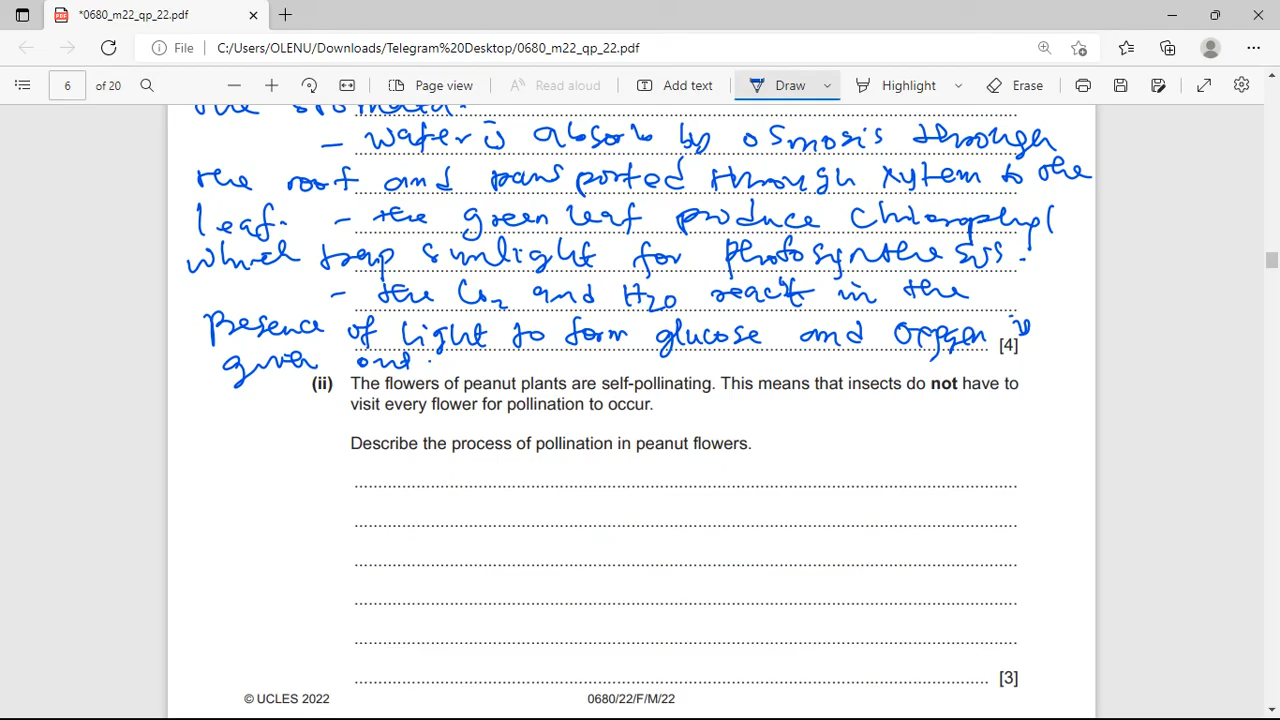 *0680_m22_qp_22.pdf
File C:/Users/OLENU/Downloads/Telegram%20Desktop/0680_m22_qp_22.pdf
6 of 20 Page view Read aloud Add text Draw Highlight Erase
the stomata.
- water is absorb by osmosis through
the root and transported through xylem to the
leaf. - the green leaf produce chlorophyl
which trap sunlight for photosynthesis.
- the CO2 and H2O react in the
presence of light to form glucose and oxygen is [4]
given out.
(ii) The flowers of peanut plants are self-pollinating. This means that insects do not have to
visit every flower for pollination to occur.
Describe the process of pollination in peanut flowers.
[3]
© UCLES 2022 0680/22/F/M/22